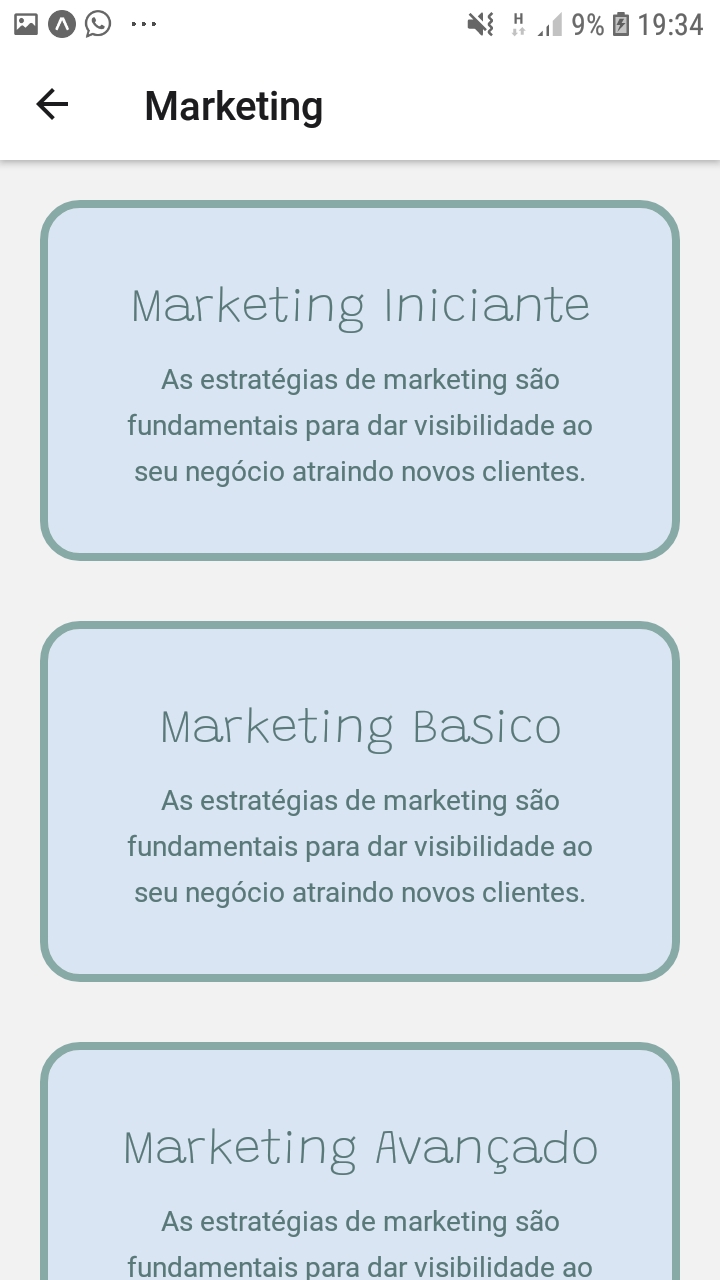 H 9% 19:34
Marketing
Marketing Iniciante
As estratégias de marketing são
fundamentais para dar visibilidade ao
seu negócio atraindo novos clientes.
Marketing Basico
As estratégias de marketing são
fundamentais para dar visibilidade ao
seu negócio atraindo novos clientes.
Marketing Avançado
As estratégias de marketing são
fundamentais para dar visibilidade ao